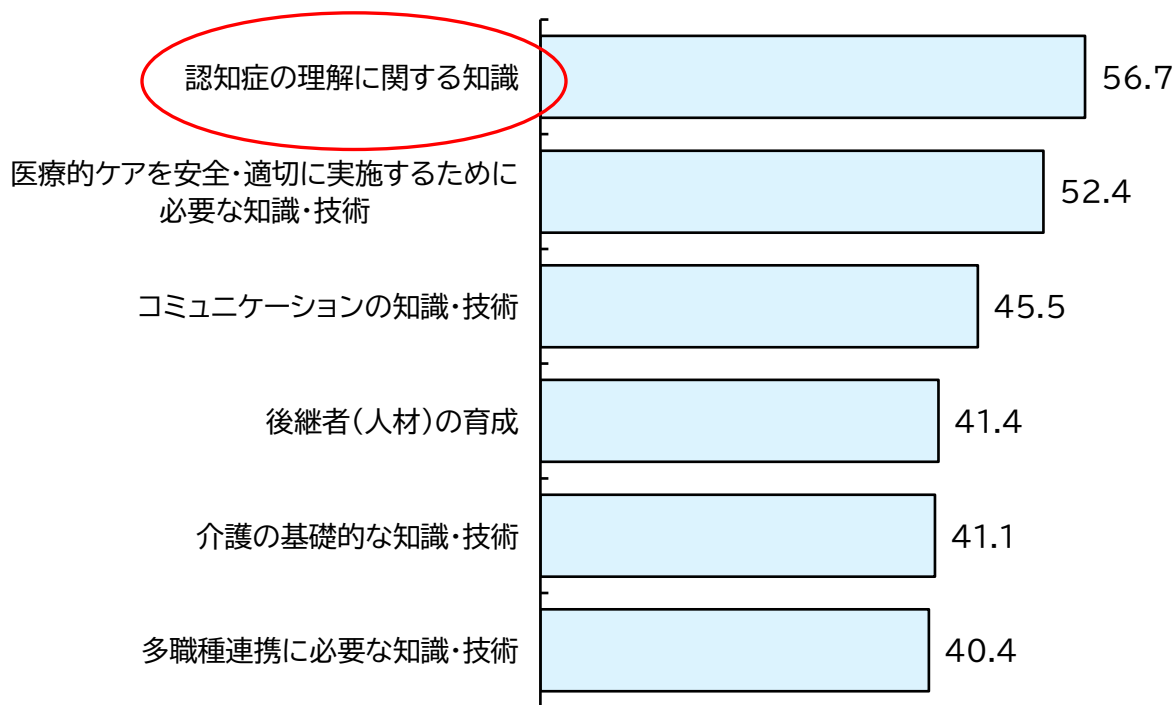 認知症の理解に関する知識
56.7
医療的ケアを安全・適切に実施するために
必要な知識・技術
52.4
コミュニケーションの知識・技術
45.5
後継者(人材)の育成
41.4
介護の基礎的な知識・技術
41.1
多職種連携に必要な知識・技術
40.4